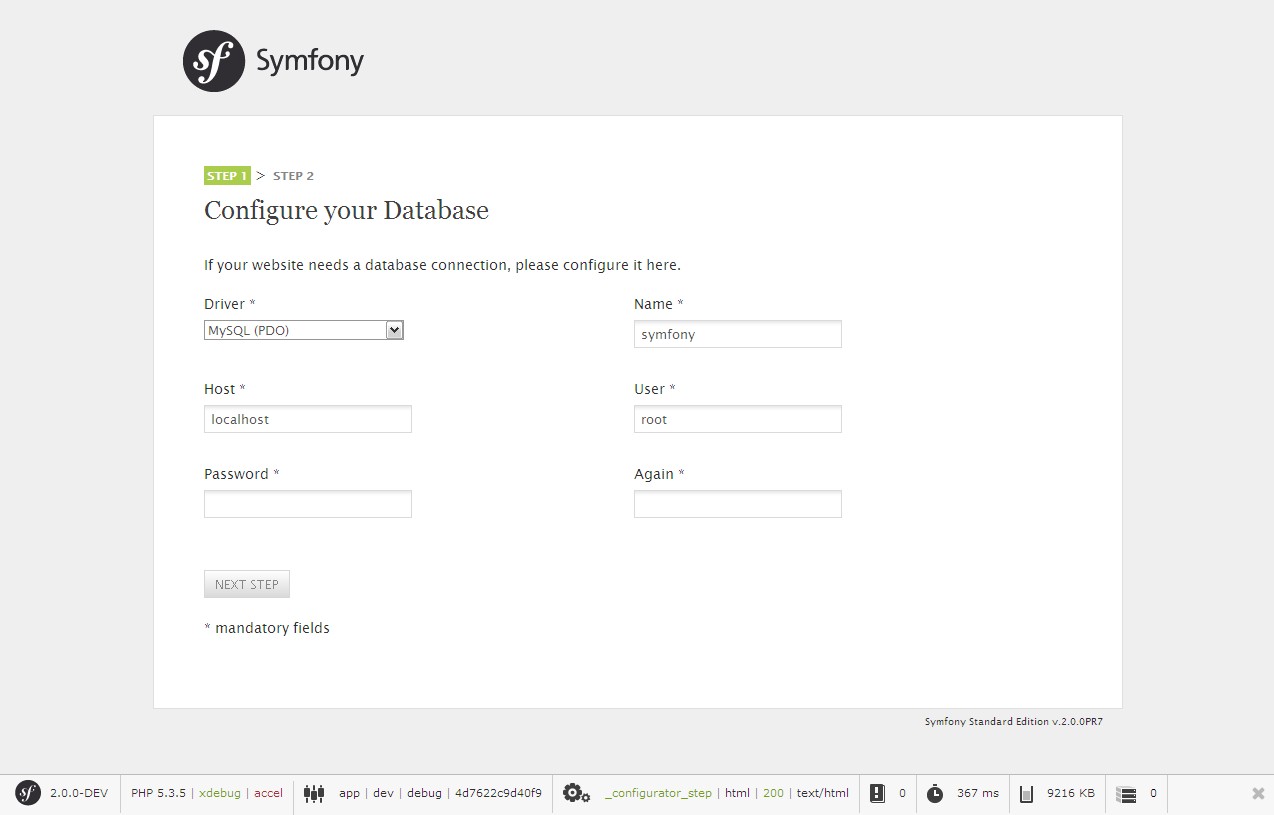 sf Symfony
STEP 1 > STEP 2
Configure your Database
If your website needs a database connection, please configure it here.
Driver * Name *
MySQL (PDO) symfony
Host * User *
localhost root
Password * Again *
NEXT STEP
* mandatory fields
Symfony Standard Edition v.2.0.0PR7
sf 2.0.0-DEV PHP 5.3.5 | xdebug | accel app | dev | debug | 4d7622c9d40f9 _configurator_step | html | 200 | text/html 0 367 ms 9216 KB 0